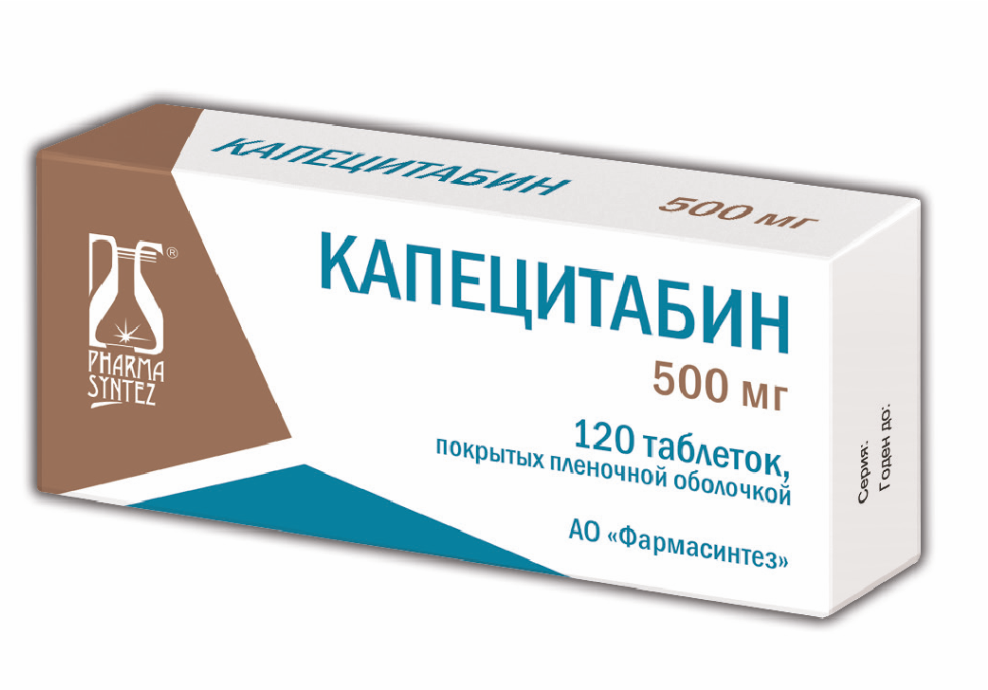 КАПЕЦИТАБИН
500 мг
®
PHARMA
SYNTEZ
КАПЕЦИТАБИН
500 мг
120 таблеток,
покрытых пленочной оболочкой
АО «Фармасинтез»
Серия:
Годен до: